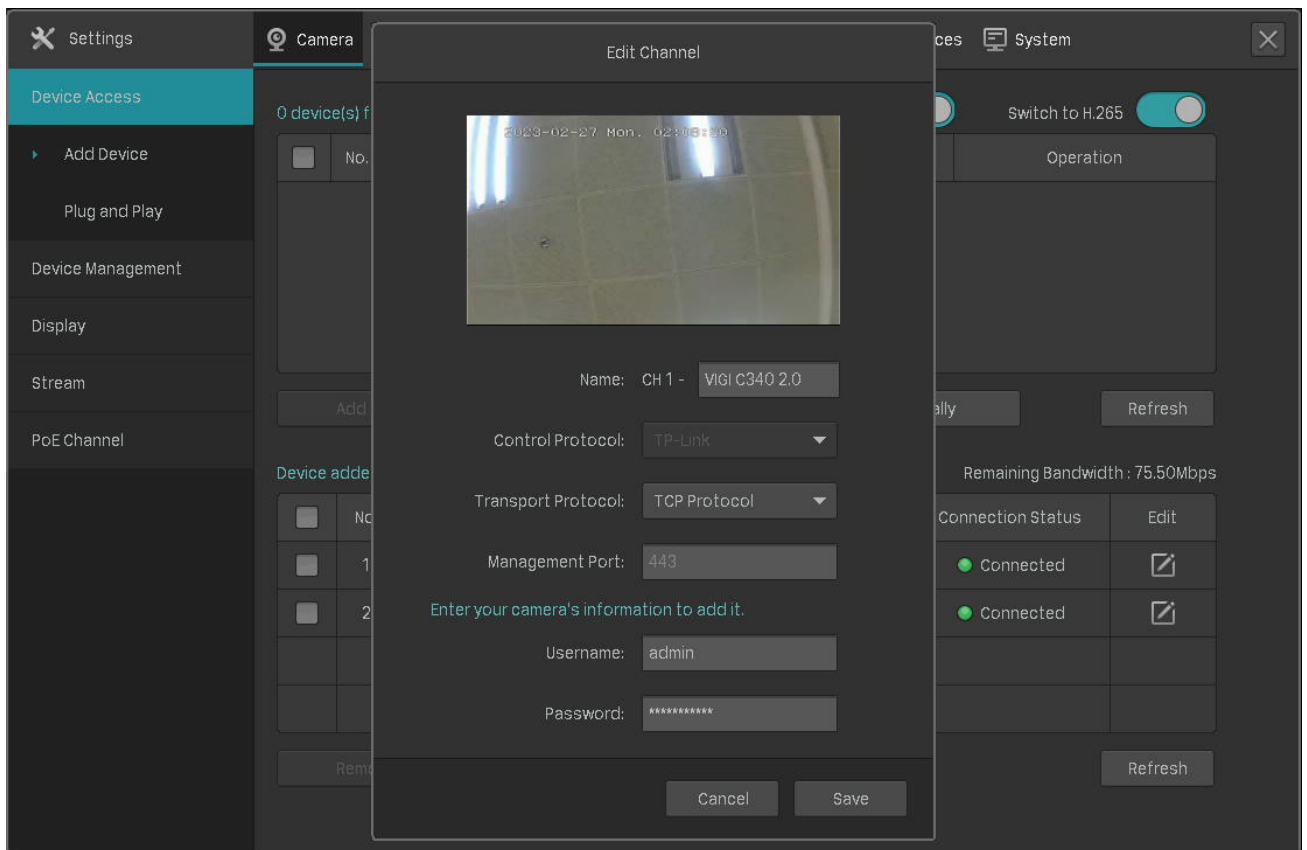 Settings
Camera
ces
System
Edit Channel
Device Access
Add Device
Plug and Play
Device Management
Display
Stream
PoE Channel
0 device(s) f
Switch to H.265
No.
Operation
2023-02-27 Mon. 02:08:
Name: CH 1 - VIGI C340 2.0
Add
ally
Refresh
Control Protocol: TP-Link
Device adde
Remaining Bandwidth : 75.50Mbps
Transport Protocol: TCP Protocol
No
Connection Status
Edit
Management Port: 443
1
Connected
Enter your camera's information to add it.
2
Connected
Username: admin
Password: ***********
Remo
Refresh
Cancel
Save